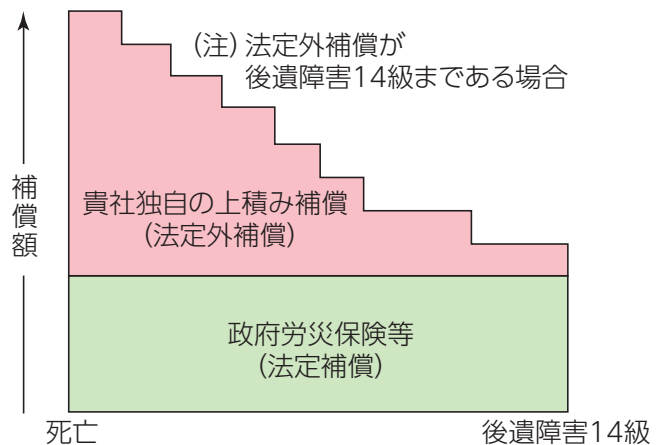 (注) 法定外補償が
後遺障害14級まである場合
補償額
貴社独自の上積み補償
(法定外補償)
政府労災保険等
(法定補償)
死亡
後遺障害14級